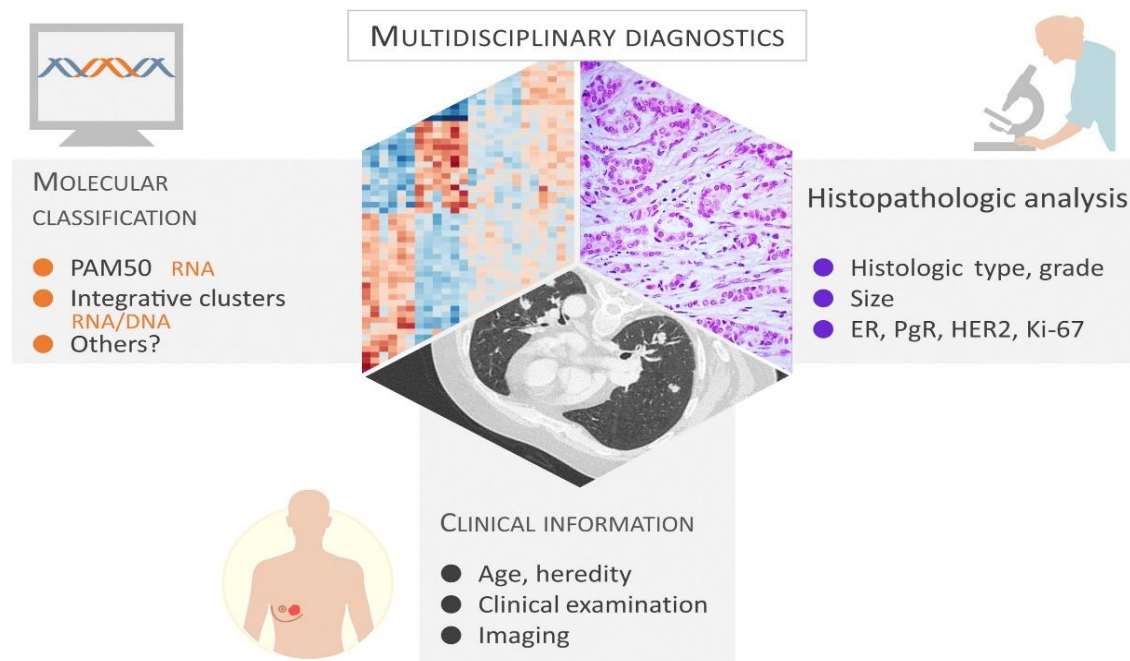 MULTIDISCIPLINARY DIAGNOSTICS
MOLECULAR
CLASSIFICATION
PAM50 RNA
Integrative clusters
RNA/DNA
Others?
Histopathologic analysis
Histologic type, grade
Size
ER, PgR, HER2, Ki-67
CLINICAL INFORMATION
Age, heredity
Clinical examination
Imaging